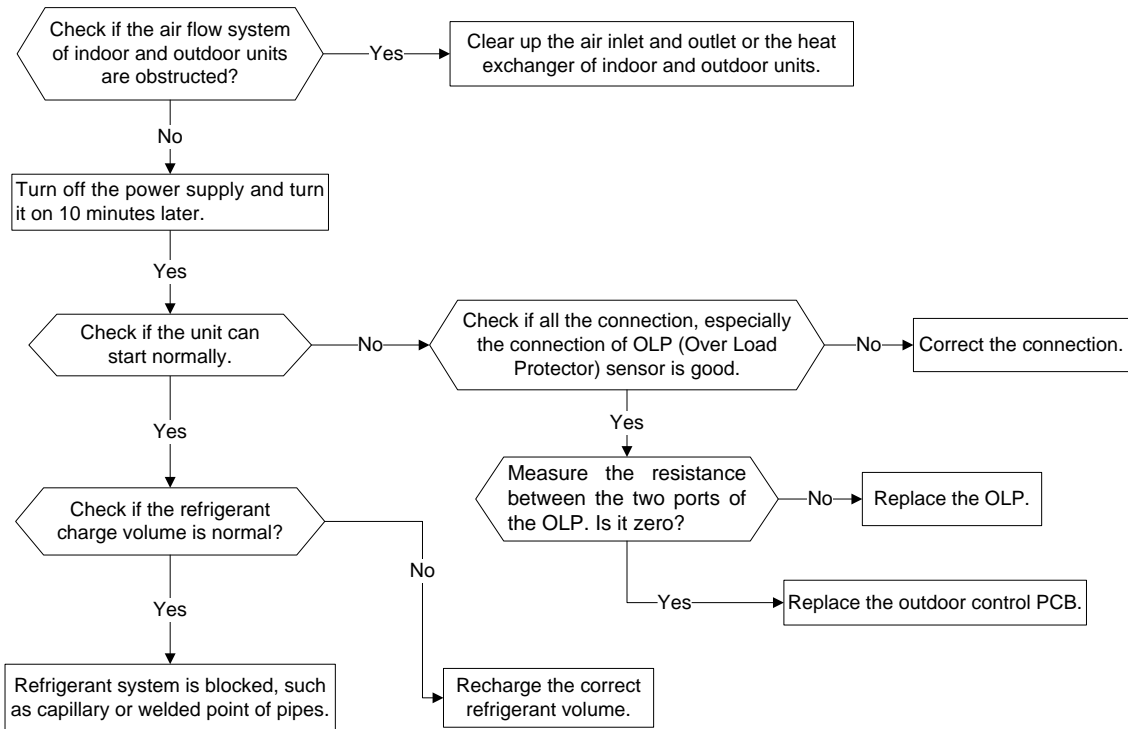 Check if the air flow system
of indoor and outdoor units
are obstructed?
Yes
Clear up the air inlet and outlet or the heat
exchanger of indoor and outdoor units.
No
Turn off the power supply and turn
it on 10 minutes later.
Yes
Check if the unit can
start normally.
No
Check if all the connection, especially
the connection of OLP (Over Load
Protector) sensor is good.
No
Correct the connection.
Yes
Yes
Measure the resistance
between the two ports of
the OLP. Is it zero?
No
Replace the OLP.
Check if the refrigerant
charge volume is normal?
No
Yes
Replace the outdoor control PCB.
Yes
Refrigerant system is blocked, such
as capillary or welded point of pipes.
Recharge the correct
refrigerant volume.